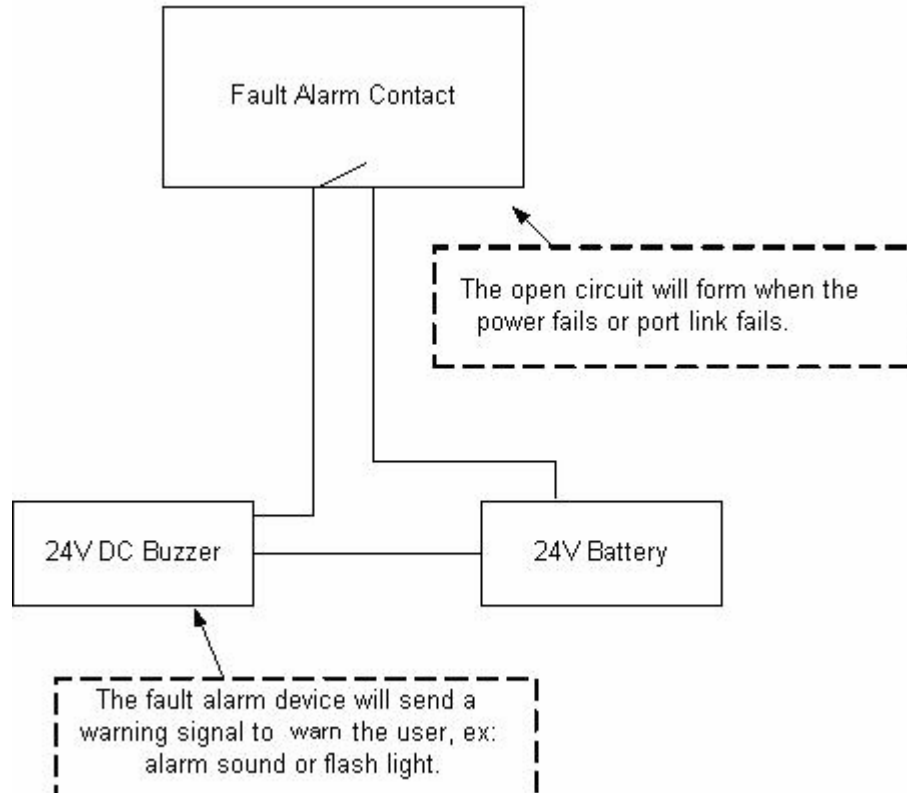 Fault Alarm Contact
The open circuit will form when the
power fails or port link fails.
24V DC Buzzer
24V Battery
The fault alarm device will send a
warning signal to warn the user, ex:
alarm sound or flash light.